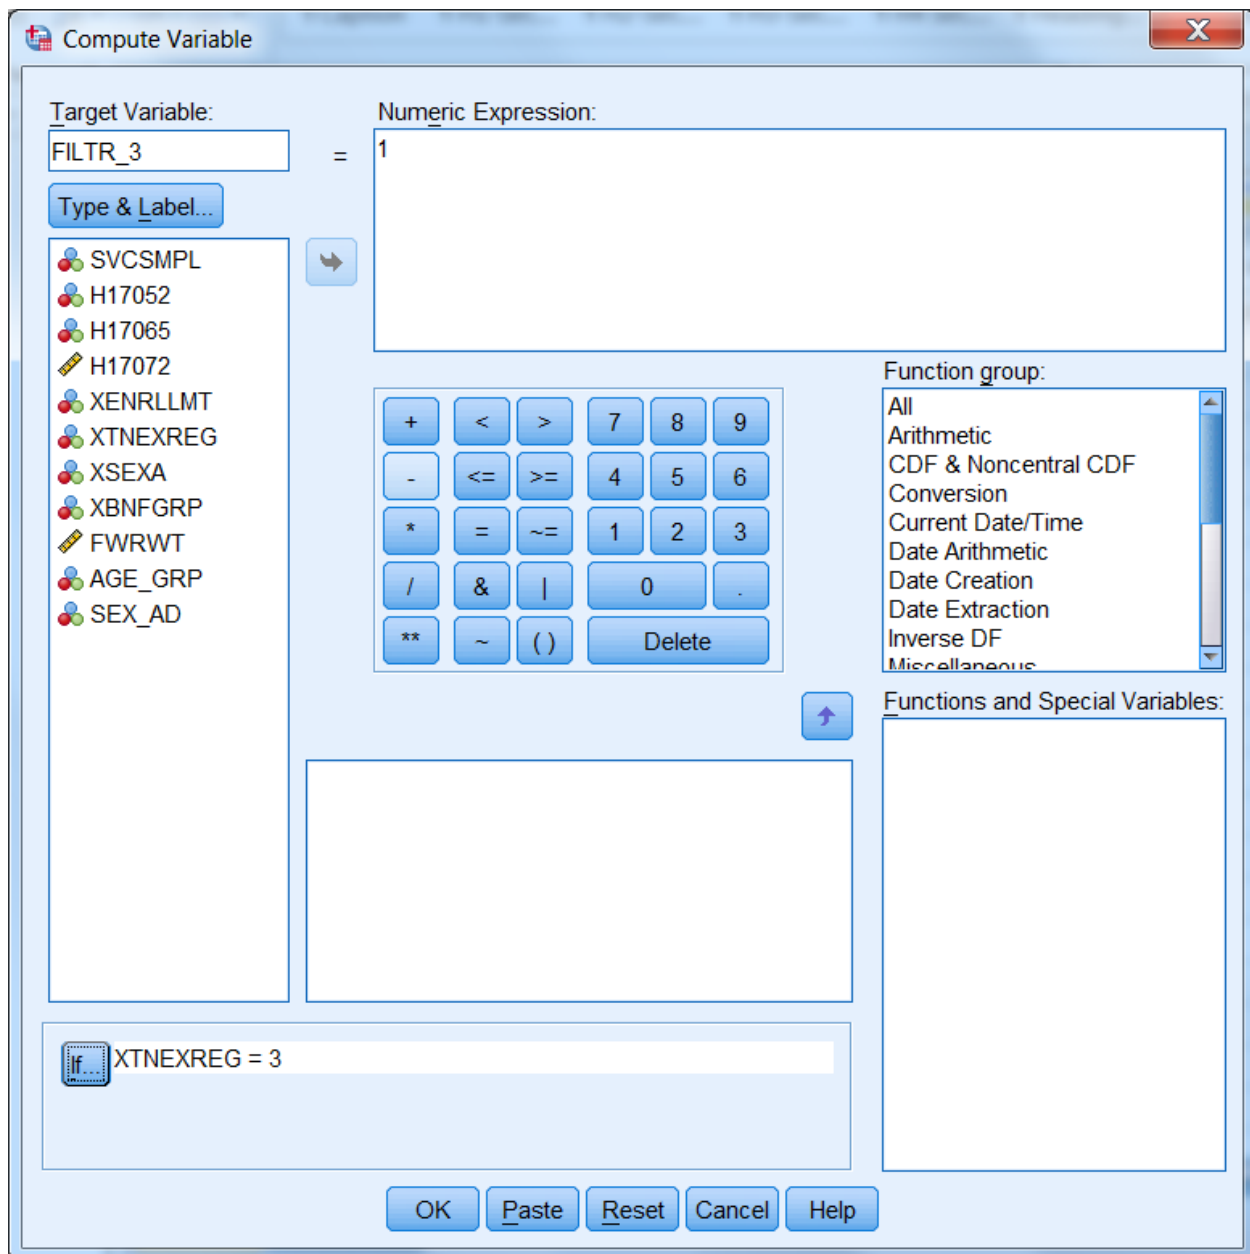 Compute Variable
X
Target Variable:
Numeric Expression:
FILTR_3
=
1
Type & Label...
SVCSMPL
H17052
H17065
H17072
XENRLLMT
XTNEXREG
XSEXA
XBNFGRP
FWRWT
AGE_GRP
SEX_AD
+ < > 7 8 9
- <= >= 4 5 6
* = ~= 1 2 3
/ & | 0 .
** ~ ( ) Delete
Function group:
All
Arithmetic
CDF & Noncentral CDF
Conversion
Current Date/Time
Date Arithmetic
Date Creation
Date Extraction
Inverse DF
Miscellaneous
Functions and Special Variables:
If... XTNEXREG = 3
OK Paste Reset Cancel Help